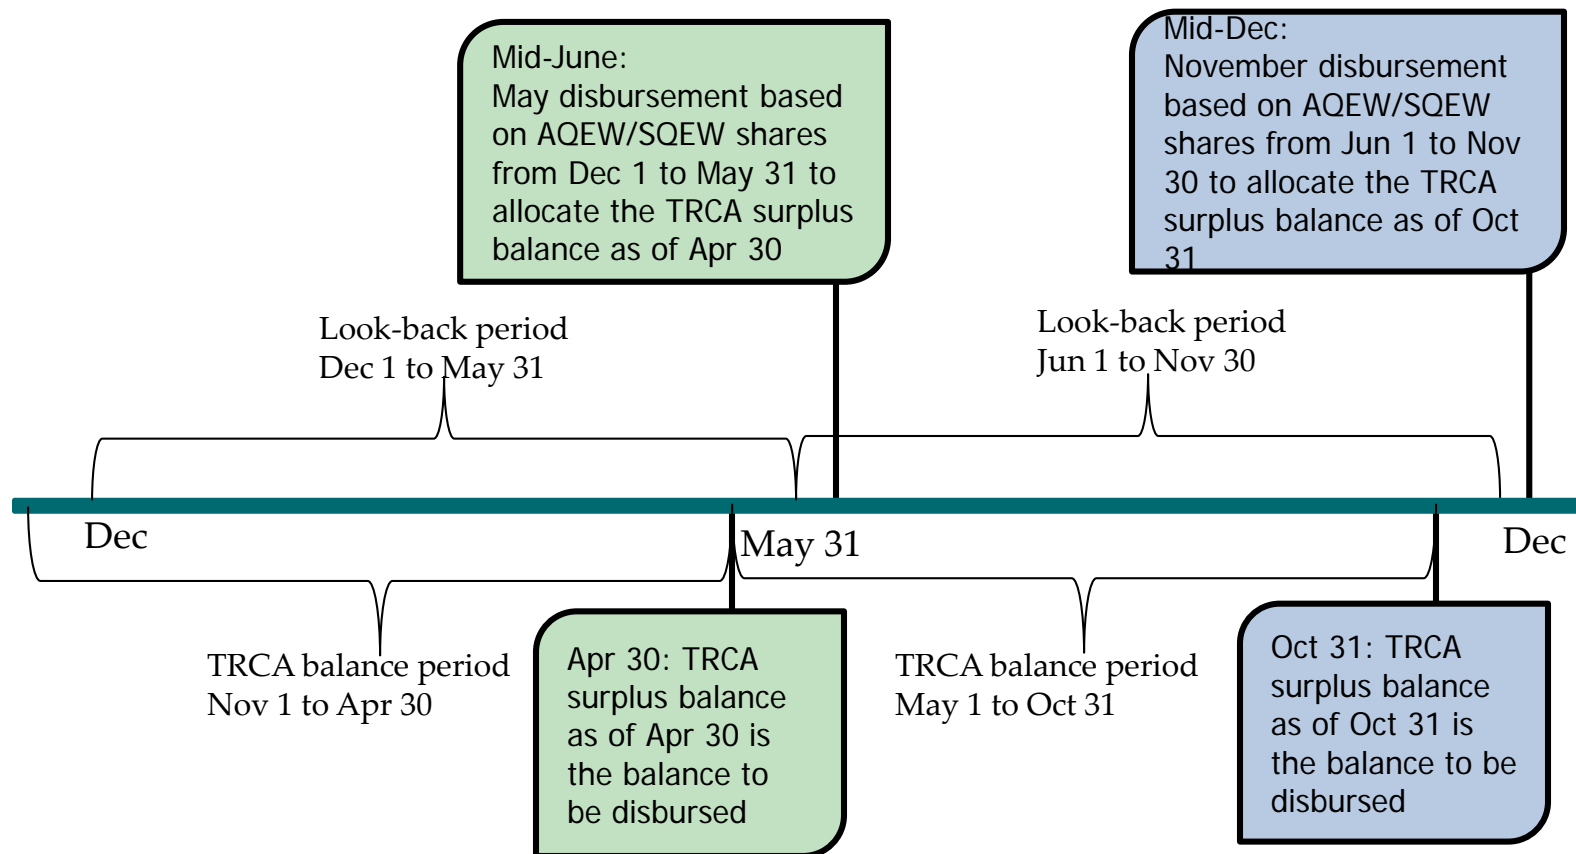 Mid-June:
May disbursement based
on AQEW/SQEW shares
from Dec 1 to May 31 to
allocate the TRCA surplus
balance as of Apr 30
Mid-Dec:
November disbursement
based on AQEW/SQEW
shares from Jun 1 to Nov
30 to allocate the TRCA
surplus balance as of Oct
31
Look-back period
Dec 1 to May 31
Look-back period
Jun 1 to Nov 30
Dec
May 31
Dec
TRCA balance period
Nov 1 to Apr 30
Apr 30: TRCA
surplus balance
as of Apr 30 is
the balance to
be disbursed
TRCA balance period
May 1 to Oct 31
Oct 31: TRCA
surplus balance
as of Oct 31 is
the balance to be
disbursed